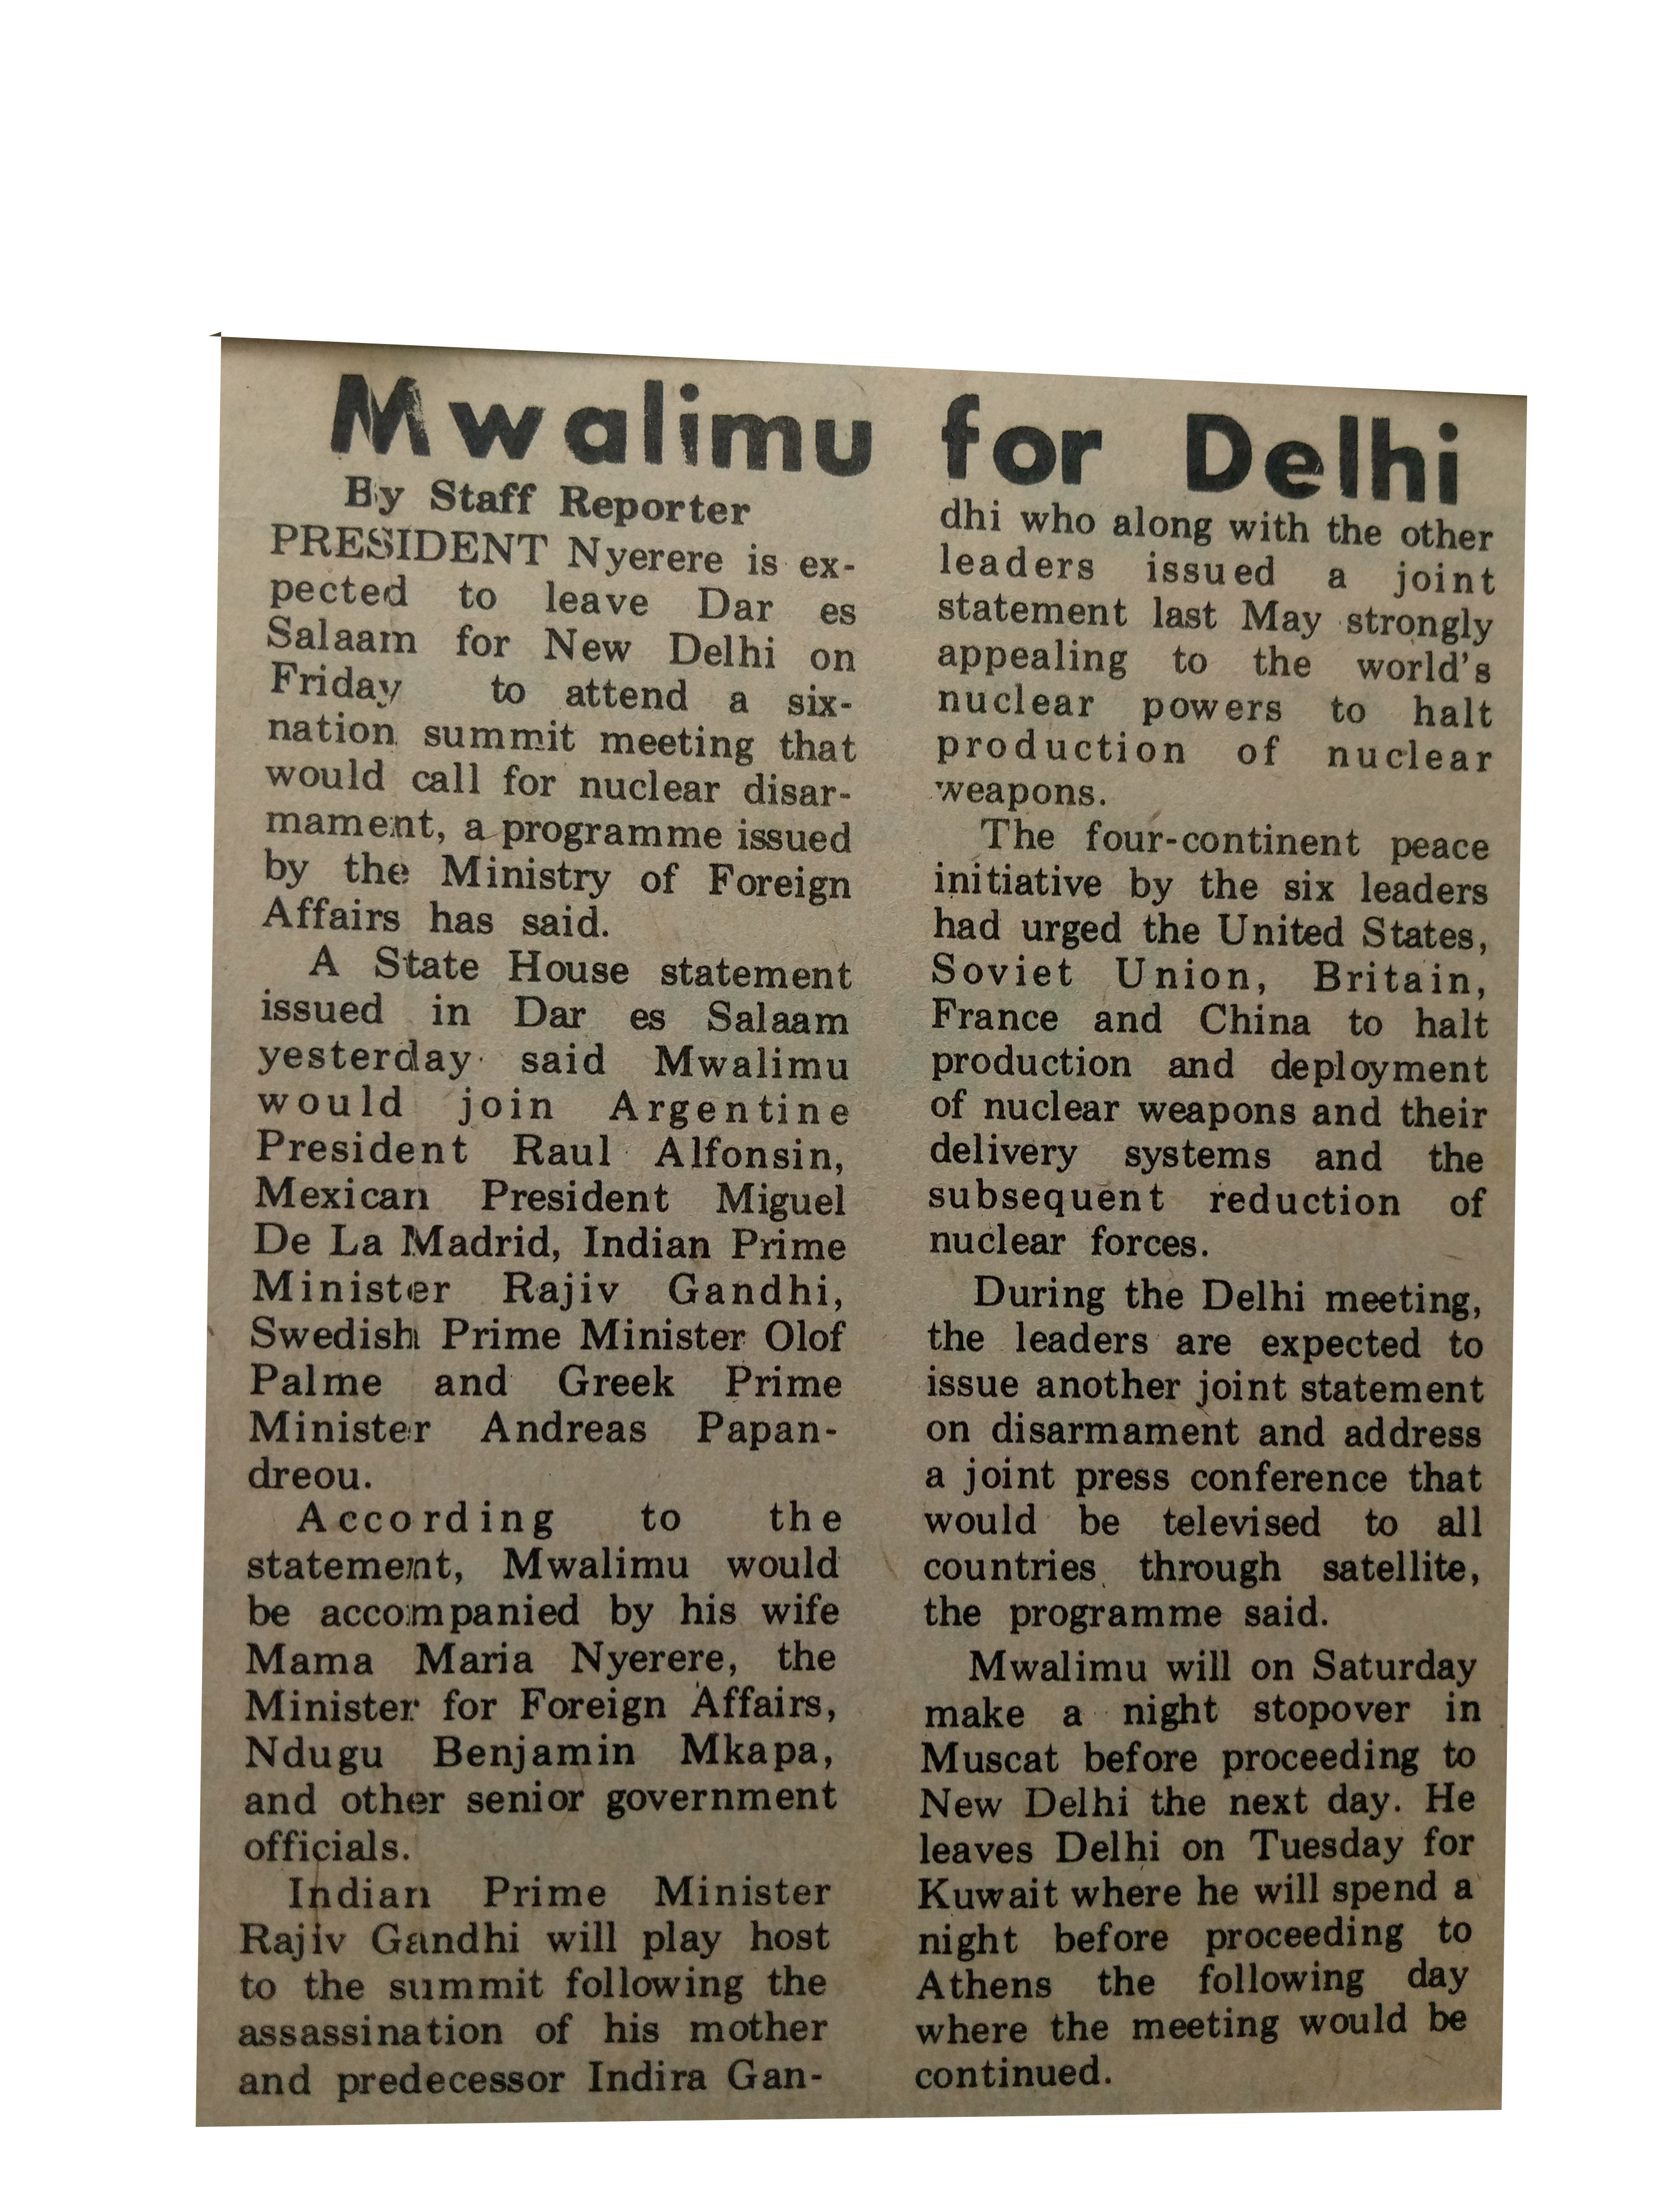 Mwalimu for Delhi
By Staff Reporter
PRESIDENT Nyerere is ex-
pected to leave Dar es
Salaam for New Delhi on
Friday to attend a six-
nation summit meeting that
would call for nuclear disar-
mament, a programme issued
by the Ministry of Foreign
Affairs has said.
A State House statement
issued in Dar es Salaam
yesterday said Mwalimu
would join Argentine
President Raul Alfonsin,
Mexican President Miguel
De La Madrid, Indian Prime
Minister Rajiv Gandhi,
Swedish Prime Minister Olof
Palme and Greek Prime
Minister Andreas Papan-
dreou.
According to the
statement, Mwalimu would
be accompanied by his wife
Mama Maria Nyerere, the
Minister for Foreign Affairs,
Ndugu Benjamin Mkapa,
and other senior government
officials.
Indian Prime Minister
Rajiv Gandhi will play host
to the summit following the
assassination of his mother
and predecessor Indira Gan-
dhi who along with the other
leaders issued a joint
statement last May strongly
appealing to the world's
nuclear powers to halt
production of nuclear
weapons.
The four-continent peace
initiative by the six leaders
had urged the United States,
Soviet Union, Britain,
France and China to halt
production and deployment
of nuclear weapons and their
delivery systems and the
subsequent reduction of
nuclear forces.
During the Delhi meeting,
the leaders are expected to
issue another joint statement
on disarmament and address
a joint press conference that
would be televised to all
countries through satellite,
the programme said.
Mwalimu will on Saturday
make a night stopover in
Muscat before proceeding to
New Delhi the next day. He
leaves Delhi on Tuesday for
Kuwait where he will spend a
night before proceeding to
Athens the following day
where the meeting would be
continued.